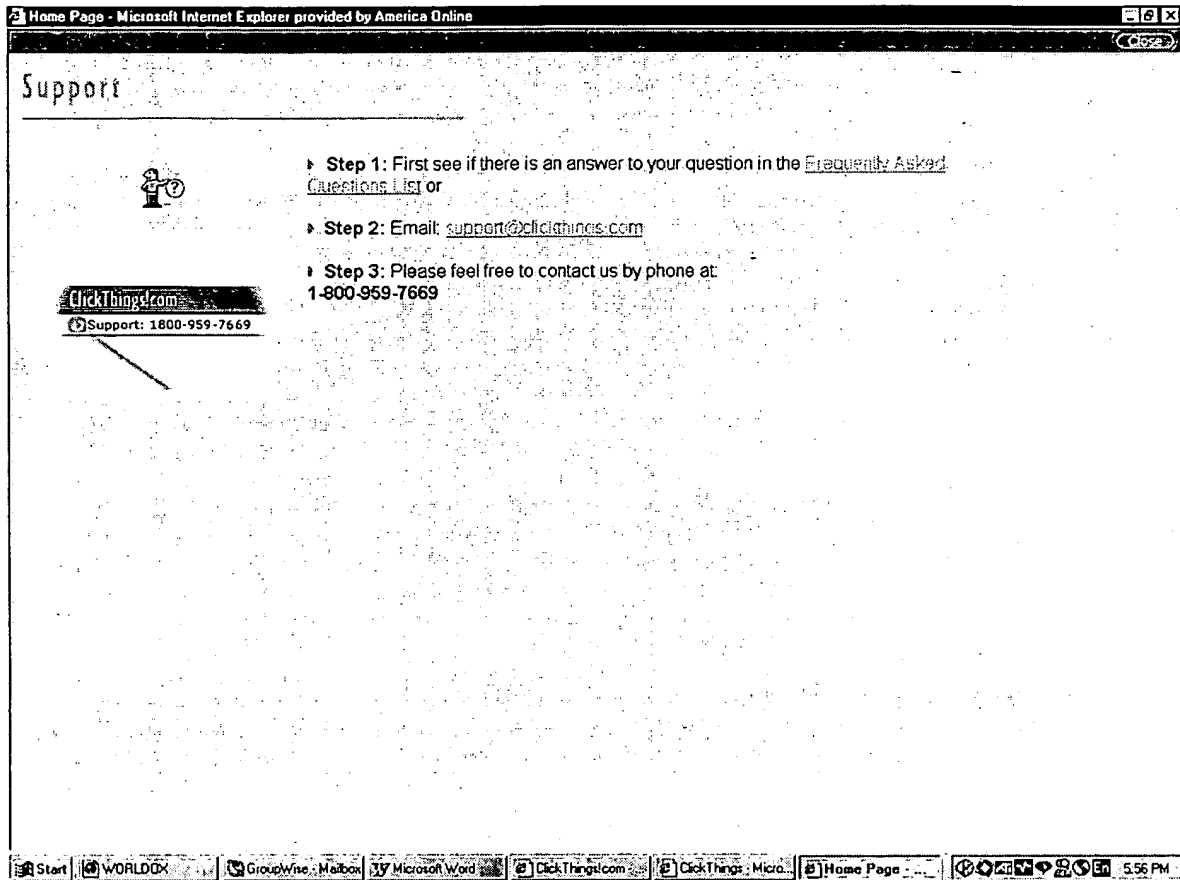 Home Page - Microsoft Internet Explorer provided by America Online
Close
Support
Step 1: First see if there is an answer to your question in the Frequently Asked
Questions List or
Step 2: Email: support@clickthings.com
Step 3: Please feel free to contact us by phone at:
1-800-959-7669
ClickThings!com
Support: 1800-959-7669
Start WORLDOX GroupWise - Mailbox Microsoft Word ClickThings!com ClickThings - Micro... Home Page - ... En 5:56 PM